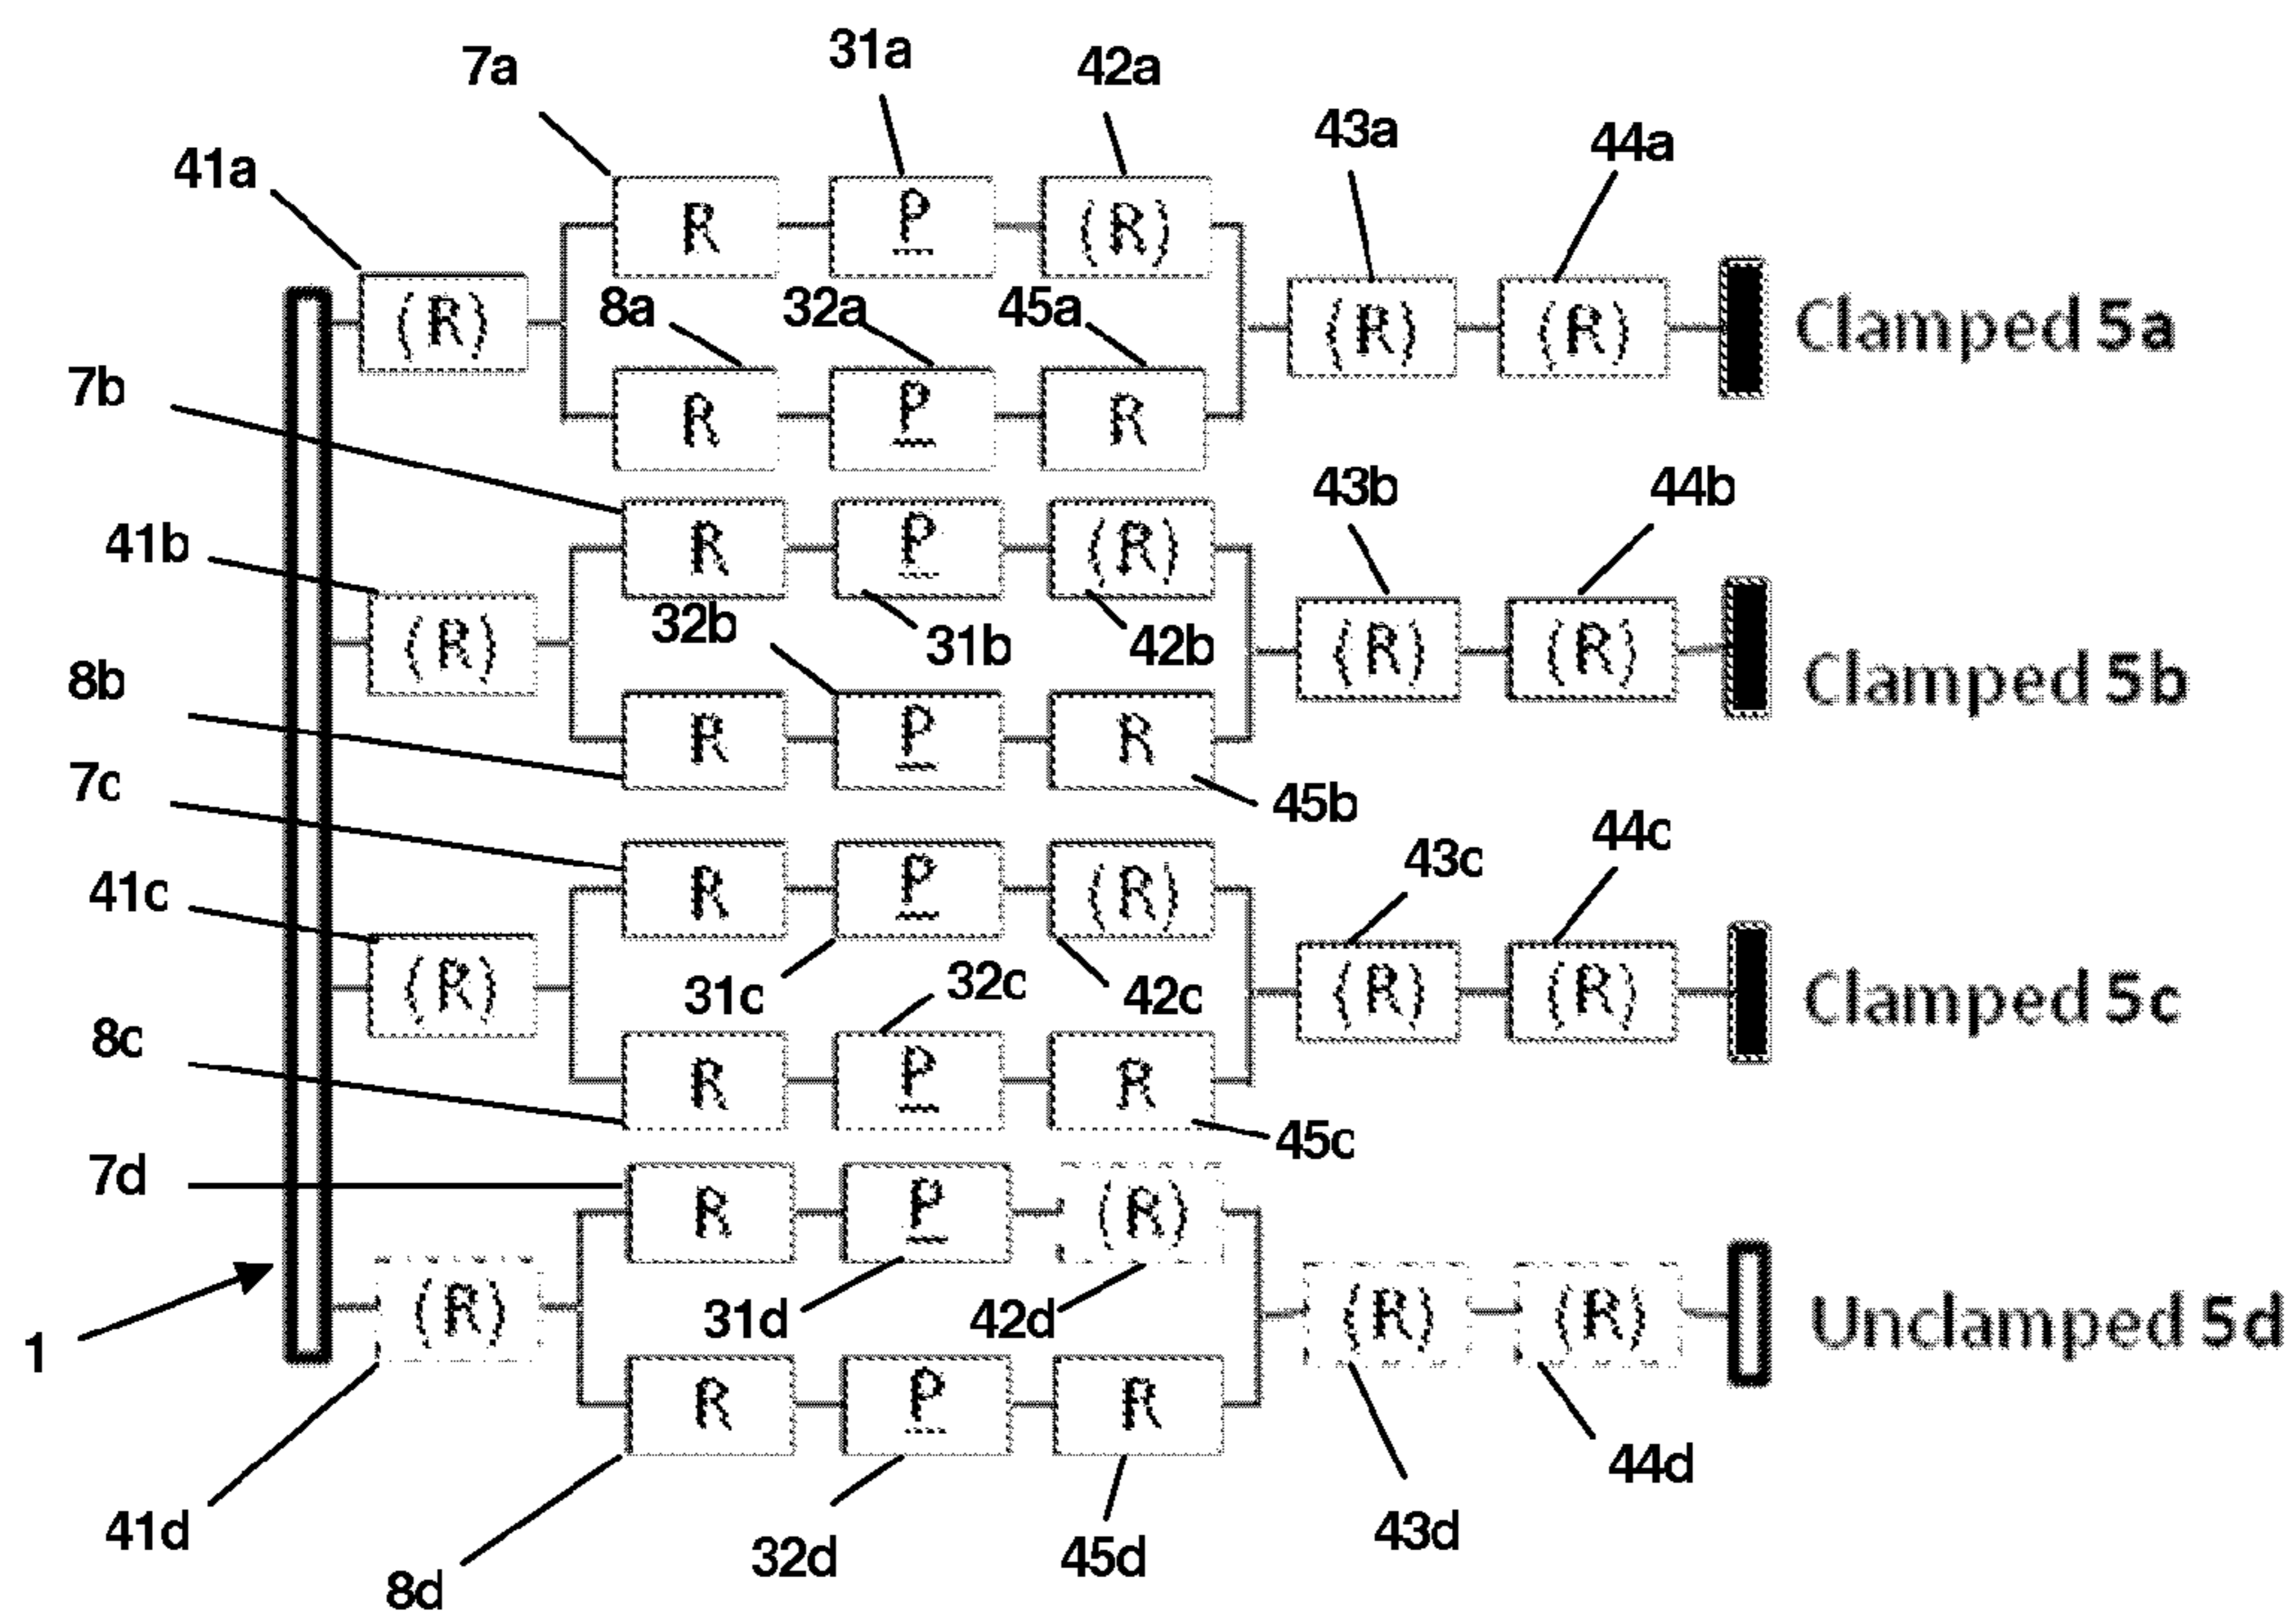 7a 31a 42a
43a 44a
41a
R P (R)
8a 32a 45a
(R) (R) (R) Clamped 5a
7b
R P R
43b 44b
41b
R P (R)
32b 31b 42b
(R) (R) (R) Clamped 5b
8b
R P R
7c
45b
44c
43c
41c
R P (R)
31c 32c 42c
(R) (R) (R) Clamped 5c
8c
R P R
45c
7d
R P (R)
31d 42d
(R) (R) (R) Unclamped 5d
1
R P R
44d
41d 43d
32d 45d
8d